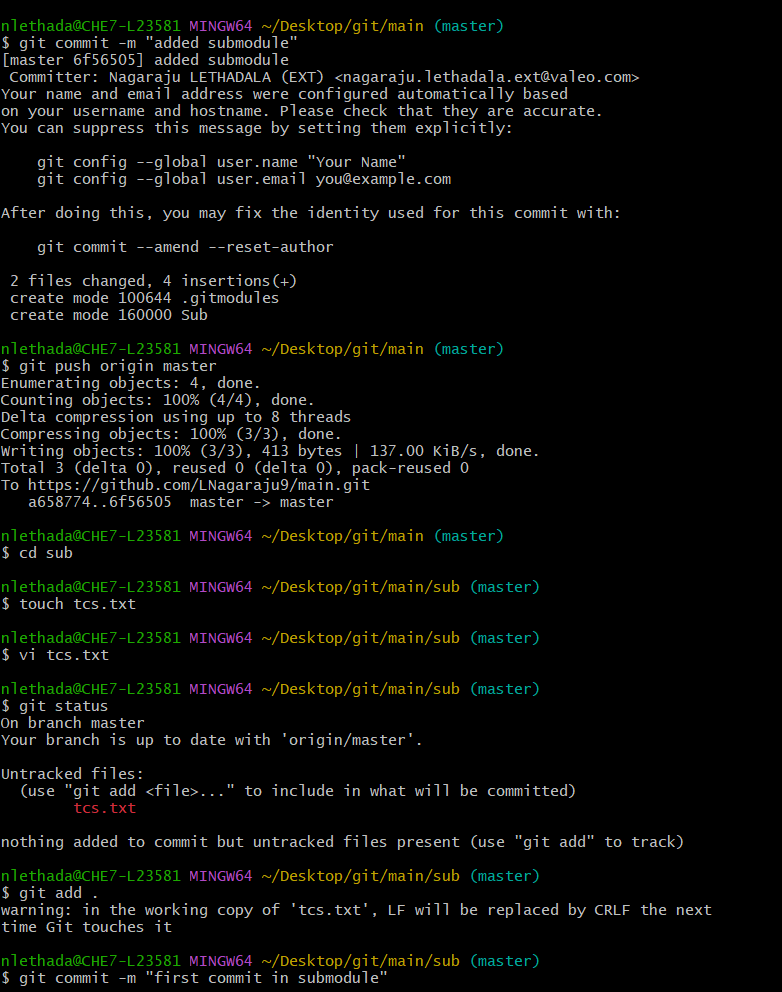 nlethada@CHE7-L23581 MINGW64 ~/Desktop/git/main (master)
$ git commit -m "added submodule"
[master 6f56505] added submodule
 Committer: Nagaraju LETHADALA (EXT) <nagaraju.lethadala.ext@valeo.com>
Your name and email address were configured automatically based
on your username and hostname. Please check that they are accurate.
You can suppress this message by setting them explicitly:

    git config --global user.name "Your Name"
    git config --global user.email you@example.com

After doing this, you may fix the identity used for this commit with:

    git commit --amend --reset-author

 2 files changed, 4 insertions(+)
 create mode 100644 .gitmodules
 create mode 160000 Sub

nlethada@CHE7-L23581 MINGW64 ~/Desktop/git/main (master)
$ git push origin master
Enumerating objects: 4, done.
Counting objects: 100% (4/4), done.
Delta compression using up to 8 threads
Compressing objects: 100% (3/3), done.
Writing objects: 100% (3/3), 413 bytes | 137.00 KiB/s, done.
Total 3 (delta 0), reused 0 (delta 0), pack-reused 0
To https://github.com/LNagaraju9/main.git
   a658774..6f56505  master -> master

nlethada@CHE7-L23581 MINGW64 ~/Desktop/git/main (master)
$ cd sub

nlethada@CHE7-L23581 MINGW64 ~/Desktop/git/main/sub (master)
$ touch tcs.txt

nlethada@CHE7-L23581 MINGW64 ~/Desktop/git/main/sub (master)
$ vi tcs.txt

nlethada@CHE7-L23581 MINGW64 ~/Desktop/git/main/sub (master)
$ git status
On branch master
Your branch is up to date with 'origin/master'.

Untracked files:
  (use "git add <file>..." to include in what will be committed)
        tcs.txt

nothing added to commit but untracked files present (use "git add" to track)

nlethada@CHE7-L23581 MINGW64 ~/Desktop/git/main/sub (master)
$ git add .
warning: in the working copy of 'tcs.txt', LF will be replaced by CRLF the next
time Git touches it

nlethada@CHE7-L23581 MINGW64 ~/Desktop/git/main/sub (master)
$ git commit -m "first commit in submodule"